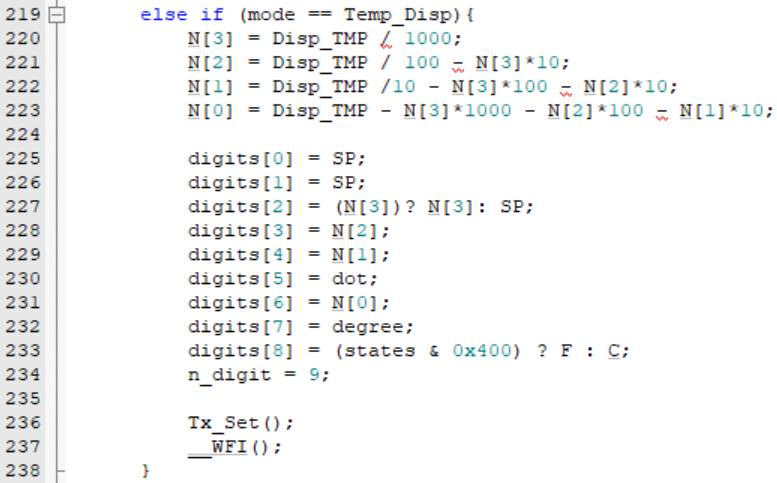 219 else if (mode == Temp_Disp){
220 N[3] = Disp_TMP / 1000;
221 N[2] = Disp_TMP / 100 - N[3]*10;
222 N[1] = Disp_TMP /10 - N[3]*100 - N[2]*10;
223 N[0] = Disp_TMP - N[3]*1000 - N[2]*100 - N[1]*10;
224
225 digits[0] = SP;
226 digits[1] = SP;
227 digits[2] = (N[3])? N[3]: SP;
228 digits[3] = N[2];
229 digits[4] = N[1];
230 digits[5] = dot;
231 digits[6] = N[0];
232 digits[7] = degree;
233 digits[8] = (states & 0x400) ? F : C;
234 n_digit = 9;
235
236 Tx_Set();
237 __WFI();
238 }